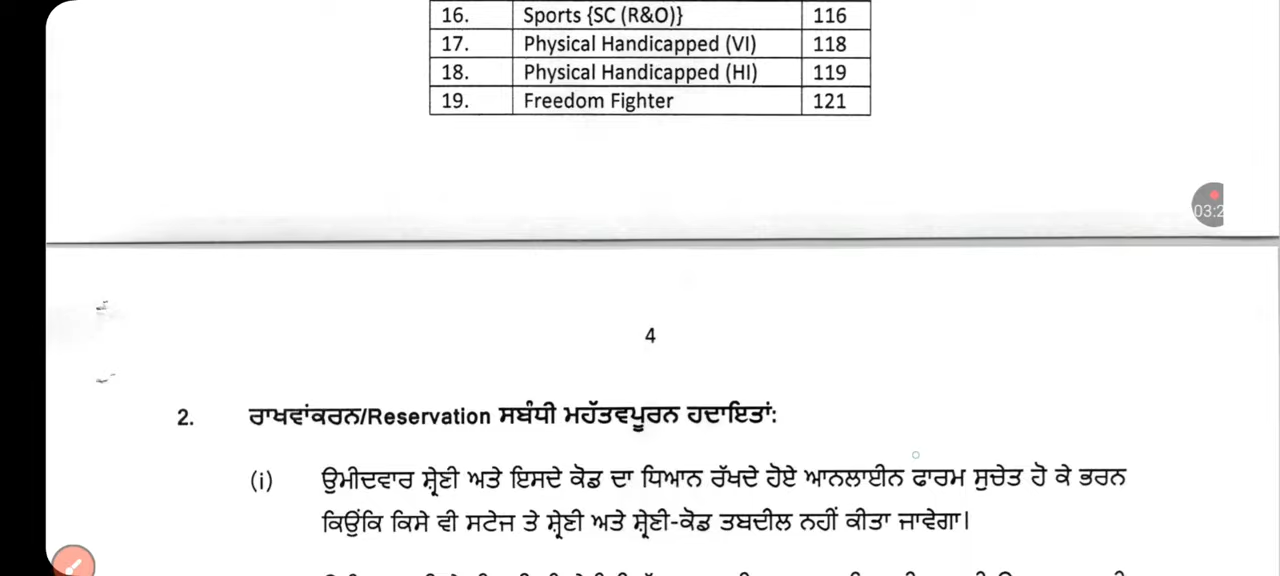 16. Sports {SC (R&O)} 116
17. Physical Handicapped (VI) 118
18. Physical Handicapped (HI) 119
19. Freedom Fighter 121
03:2
4
2. ਰਾਖਵਾਂਕਰਨ/Reservation ਸਬੰਧੀ ਮਹੱਤਵਪੂਰਨ ਹਦਾਇਤਾਂ:
(i) ਉਮੀਦਵਾਰ ਸ਼੍ਰੇਣੀ ਅਤੇ ਇਸਦੇ ਕੋਡ ਦਾ ਧਿਆਨ ਰੱਖਦੇ ਹੋਏ ਆਨਲਾਈਨ ਫਾਰਮ ਸੁਚੇਤ ਹੋ ਕੇ ਭਰਨ
ਕਿਉਂਕਿ ਕਿਸੇ ਵੀ ਸਟੇਜ ਤੇ ਸ਼੍ਰੇਣੀ ਅਤੇ ਸ਼੍ਰੇਣੀ-ਕੋਡ ਤਬਦੀਲ ਨਹੀਂ ਕੀਤਾ ਜਾਵੇਗਾ।